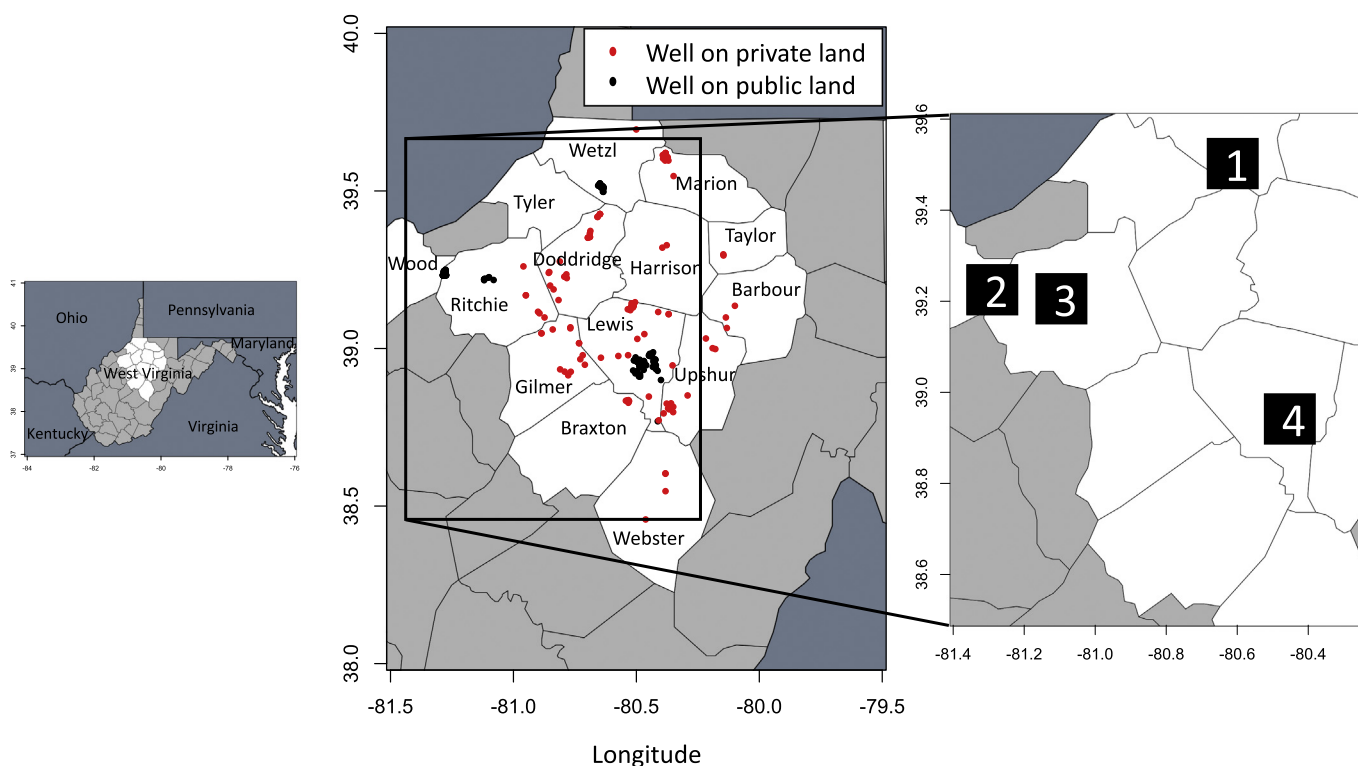 41
40
39
38
37
-84
-82
-80
-78
-76
Ohio
Pennsylvania
Maryland
West Virginia
Kentucky
Virginia
40.0
39.5
39.0
38.5
38.0
Well on private land
Well on public land
Wetzl
Marion
Tyler
Taylor
Wood
Doddridge
Harrison
Barbour
Ritchie
Lewis
Gilmer
Upshur
Braxton
Webster
-81.5
-81.0
-80.5
-80.0
-79.5
Longitude
39.6
39.4
39.2
39.0
38.8
38.6
1
2
3
4
-81.4
-81.2
-81.0
-80.8
-80.6
-80.4